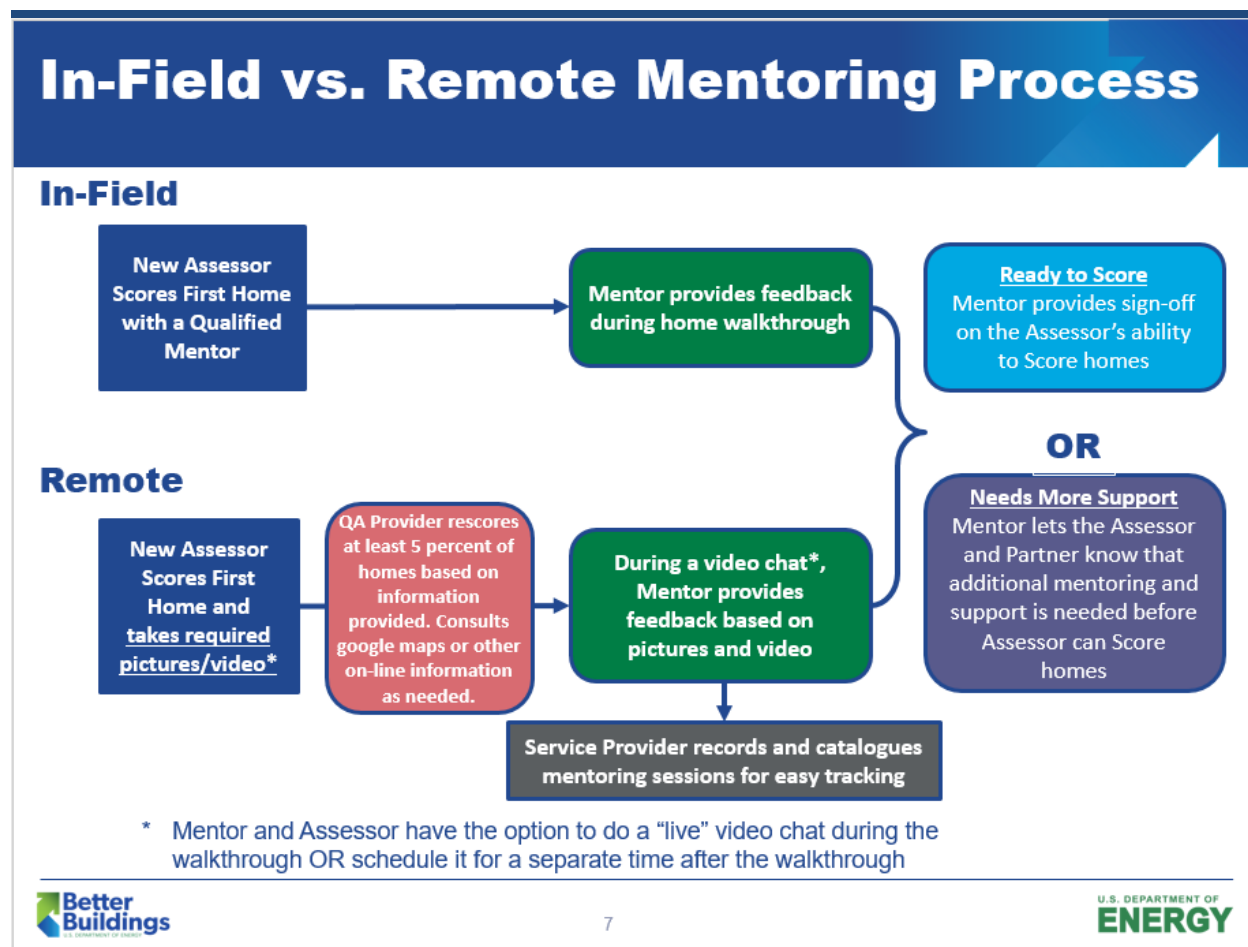 In-Field vs. Remote Mentoring Process
In-Field
New Assessor
Scores First Home
with a Qualified
Mentor
Mentor provides feedback
during home walkthrough
Ready to Score
Mentor provides sign-off
on the Assessor's ability
to Score homes
OR
Remote
New Assessor
Scores First
Home and
takes required
pictures/video*
QA Provider rescores
at least 5 percent of
homes based on
information
provided. Consults
google maps or other
on-line information
as needed.
During a video chat*,
Mentor provides
feedback based on
pictures and video
Needs More Support
Mentor lets the Assessor
and Partner know that
additional mentoring and
support is needed before
Assessor can Score
homes
Service Provider records and catalogues
mentoring sessions for easy tracking
* Mentor and Assessor have the option to do a "live" video chat during the
walkthrough OR schedule it for a separate time after the walkthrough
Better
Buildings
U.S. DEPARTMENT OF ENERGY
7
U.S. DEPARTMENT OF
ENERGY